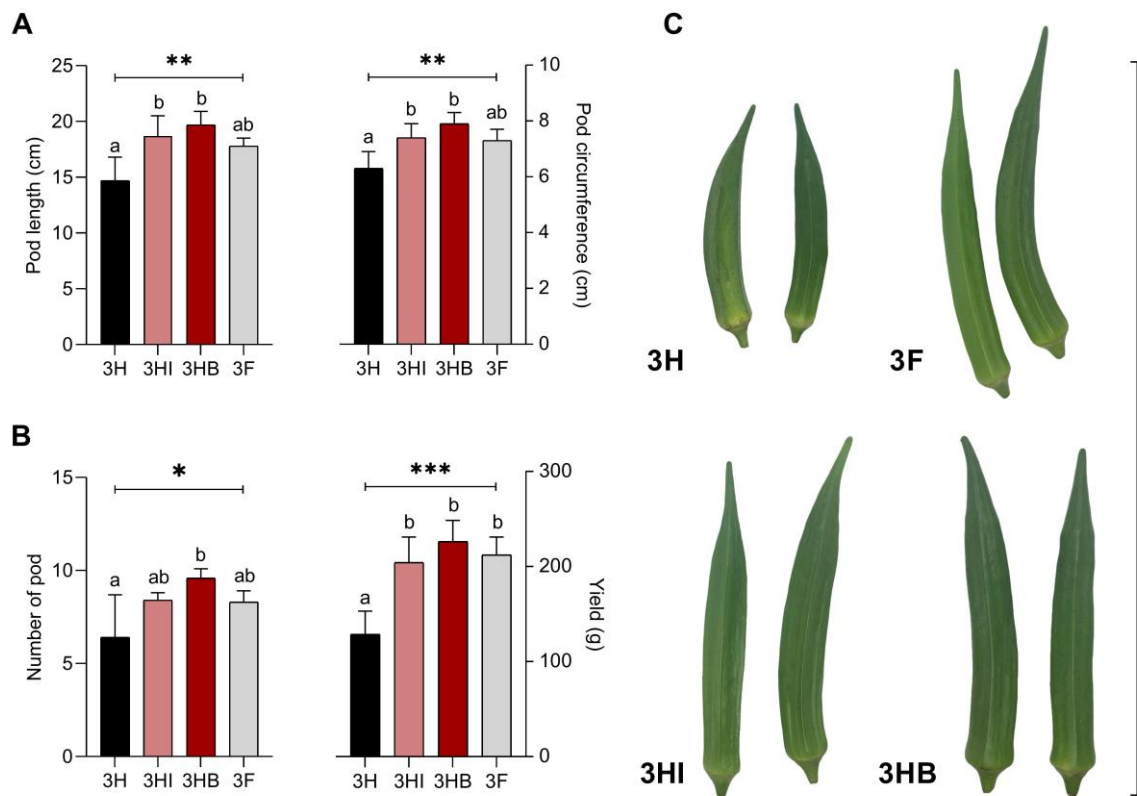 A
Pod length (cm)
25
20
15
10
5
0
**
a
b
b
ab
3H
3HI
3HB
3F
**
a
b
b
ab
3H
3HI
3HB
3F
10
8
6
4
2
0
Pod circumference (cm)
B
Number of pod
15
10
5
0
*
a
ab
b
ab
3H
3HI
3HB
3F
***
a
b
b
b
3H
3HI
3HB
3F
300
200
100
0
Yield (g)
C
3H
3F
3HI
3HB